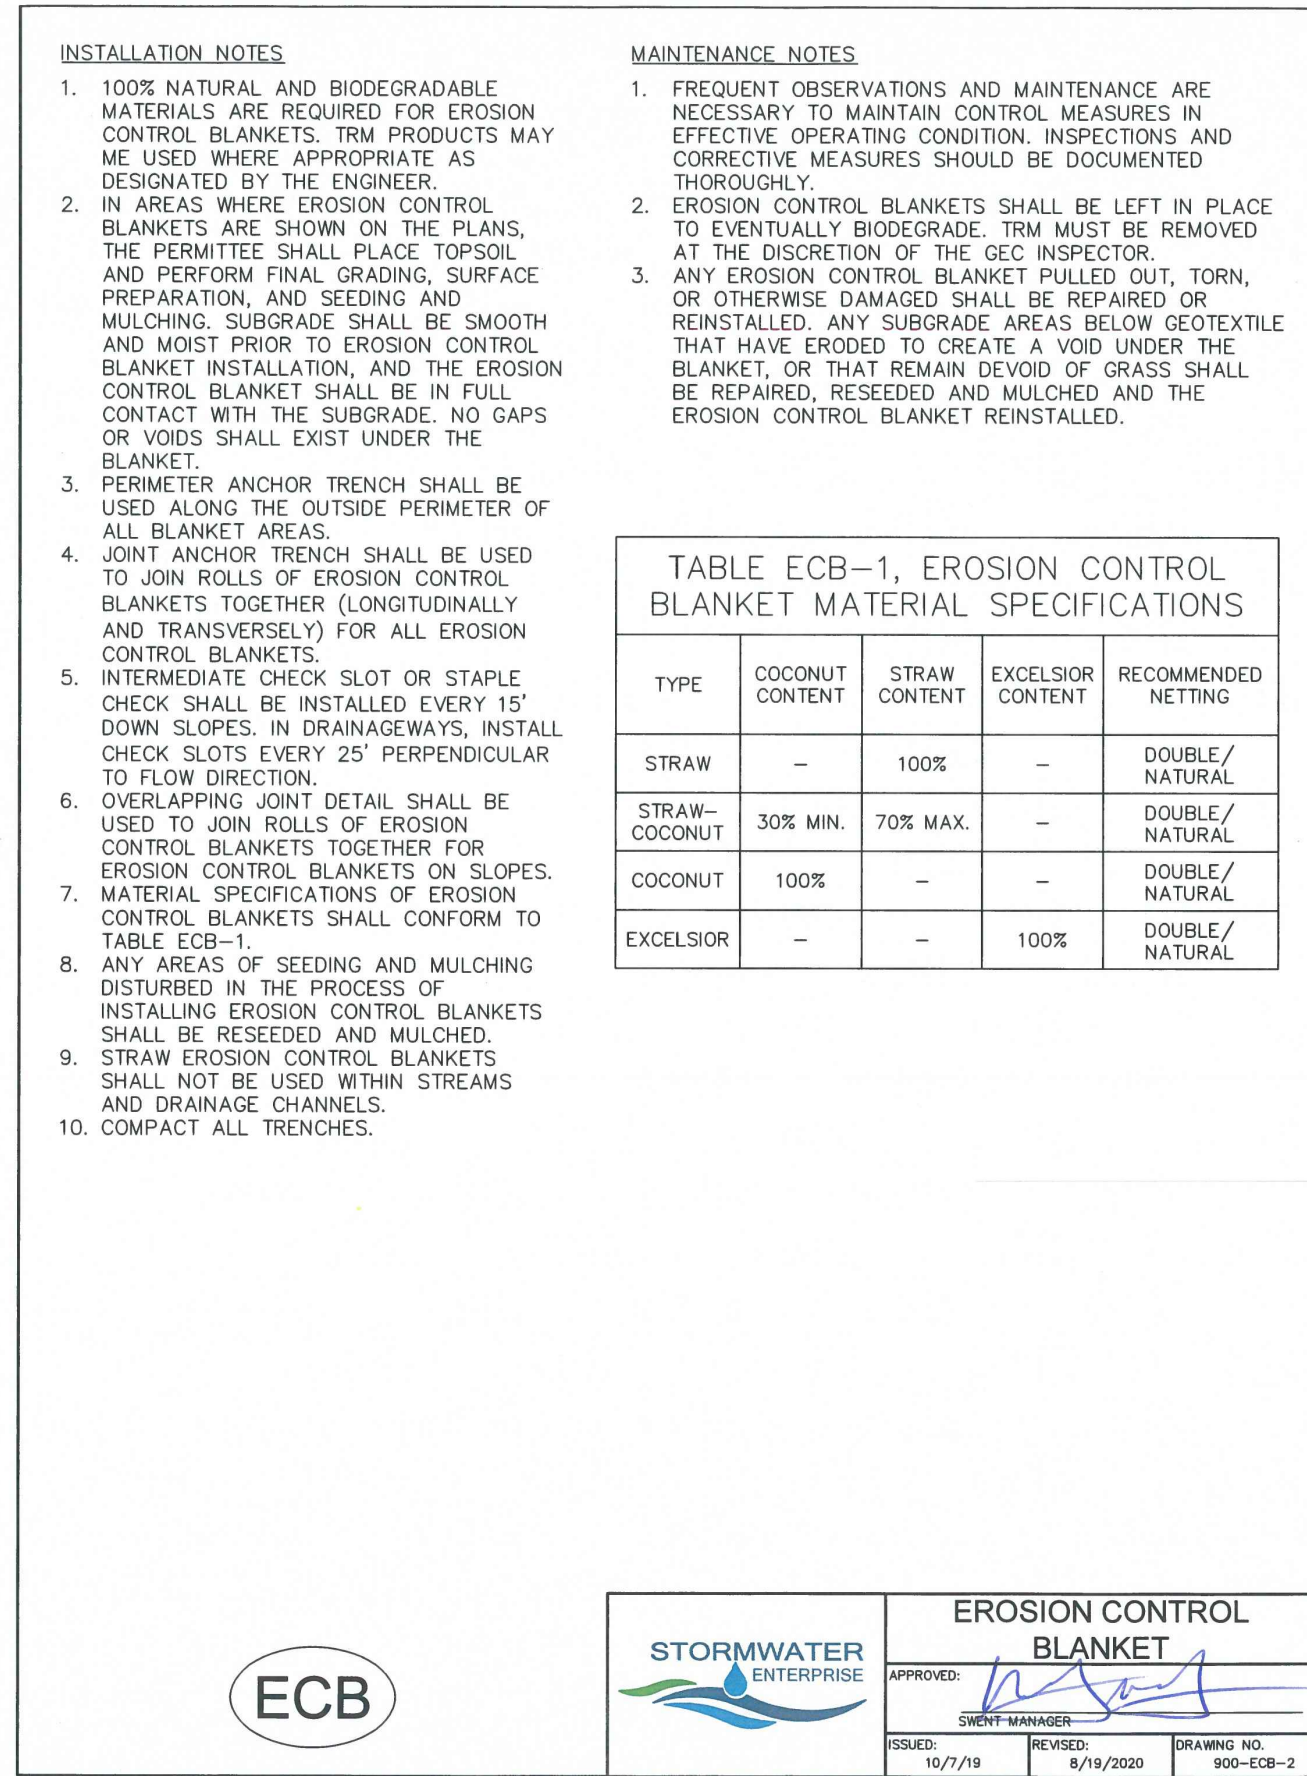 INSTALLATION NOTES
1. 100% NATURAL AND BIODEGRADABLE
MATERIALS ARE REQUIRED FOR EROSION
CONTROL BLANKETS. TRM PRODUCTS MAY
ME USED WHERE APPROPRIATE AS
DESIGNATED BY THE ENGINEER.
2. IN AREAS WHERE EROSION CONTROL
BLANKETS ARE SHOWN ON THE PLANS,
THE PERMITTEE SHALL PLACE TOPSOIL
AND PERFORM FINAL GRADING, SURFACE
PREPARATION, AND SEEDING AND
MULCHING. SUBGRADE SHALL BE SMOOTH
AND MOIST PRIOR TO EROSION CONTROL
BLANKET INSTALLATION, AND THE EROSION
CONTROL BLANKET SHALL BE IN FULL
CONTACT WITH THE SUBGRADE. NO GAPS
OR VOIDS SHALL EXIST UNDER THE
BLANKET.
3. PERIMETER ANCHOR TRENCH SHALL BE
USED ALONG THE OUTSIDE PERIMETER OF
ALL BLANKET AREAS.
4. JOINT ANCHOR TRENCH SHALL BE USED
TO JOIN ROLLS OF EROSION CONTROL
BLANKETS TOGETHER (LONGITUDINALLY
AND TRANSVERSELY) FOR ALL EROSION
CONTROL BLANKETS.
5. INTERMEDIATE CHECK SLOT OR STAPLE
CHECK SHALL BE INSTALLED EVERY 15'
DOWN SLOPES. IN DRAINAGEWAYS, INSTALL
CHECK SLOTS EVERY 25' PERPENDICULAR
TO FLOW DIRECTION.
6. OVERLAPPING JOINT DETAIL SHALL BE
USED TO JOIN ROLLS OF EROSION
CONTROL BLANKETS TOGETHER FOR
EROSION CONTROL BLANKETS ON SLOPES.
7. MATERIAL SPECIFICATIONS OF EROSION
CONTROL BLANKETS SHALL CONFORM TO
TABLE ECB–1.
8. ANY AREAS OF SEEDING AND MULCHING
DISTURBED IN THE PROCESS OF
INSTALLING EROSION CONTROL BLANKETS
SHALL BE RESEEDED AND MULCHED.
9. STRAW EROSION CONTROL BLANKETS
SHALL NOT BE USED WITHIN STREAMS
AND DRAINAGE CHANNELS.
10. COMPACT ALL TRENCHES.
MAINTENANCE NOTES
1. FREQUENT OBSERVATIONS AND MAINTENANCE ARE
NECESSARY TO MAINTAIN CONTROL MEASURES IN
EFFECTIVE OPERATING CONDITION. INSPECTIONS AND
CORRECTIVE MEASURES SHOULD BE DOCUMENTED
THOROUGHLY.
2. EROSION CONTROL BLANKETS SHALL BE LEFT IN PLACE
TO EVENTUALLY BIODEGRADE. TRM MUST BE REMOVED
AT THE DISCRETION OF THE GEC INSPECTOR.
3. ANY EROSION CONTROL BLANKET PULLED OUT, TORN,
OR OTHERWISE DAMAGED SHALL BE REPAIRED OR
REINSTALLED. ANY SUBGRADE AREAS BELOW GEOTEXTILE
THAT HAVE ERODED TO CREATE A VOID UNDER THE
BLANKET, OR THAT REMAIN DEVOID OF GRASS SHALL
BE REPAIRED, RESEEDED AND MULCHED AND THE
EROSION CONTROL BLANKET REINSTALLED.
TABLE ECB–1, EROSION CONTROL
BLANKET MATERIAL SPECIFICATIONS
TYPE COCONUT CONTENT STRAW CONTENT EXCELSIOR CONTENT RECOMMENDED NETTING
STRAW – 100% – DOUBLE/ NATURAL
STRAW– COCONUT 30% MIN. 70% MAX. – DOUBLE/ NATURAL
COCONUT 100% – – DOUBLE/ NATURAL
EXCELSIOR – – 100% DOUBLE/ NATURAL
ECB
STORMWATER
ENTERPRISE
EROSION CONTROL
BLANKET
APPROVED:
SWENT MANAGER
ISSUED: REVISED: DRAWING NO.
10/7/19 8/19/2020 900–ECB–2